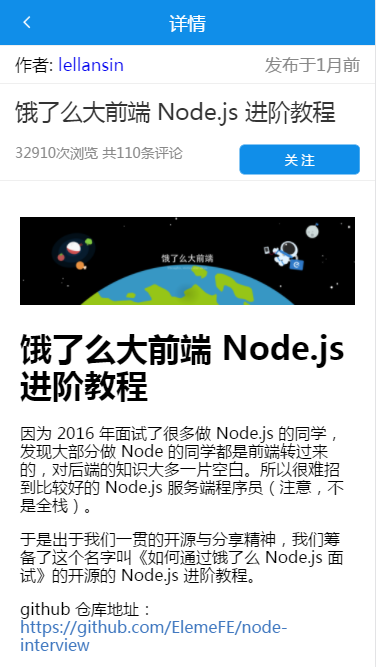 详情
作者: lellansin 发布于1月前
饿了么大前端 Node.js 进阶教程
32910次浏览 共110条评论 关注
饿了么大前端
饿了么大前端 Node.js
进阶教程
因为 2016 年面试了很多做 Node.js 的同学，
发现大部分做 Node 的同学都是前端转过来
的，对后端的知识大多一片空白。所以很难招
到比较好的 Node.js 服务端程序员（注意，不
是全栈）。
于是出于我们一贯的开源与分享精神，我们筹
备了这个名字叫《如何通过饿了么 Node.js 面
试》的开源的 Node.js 进阶教程。
github 仓库地址：
https://github.com/ElemeFE/node-
interview